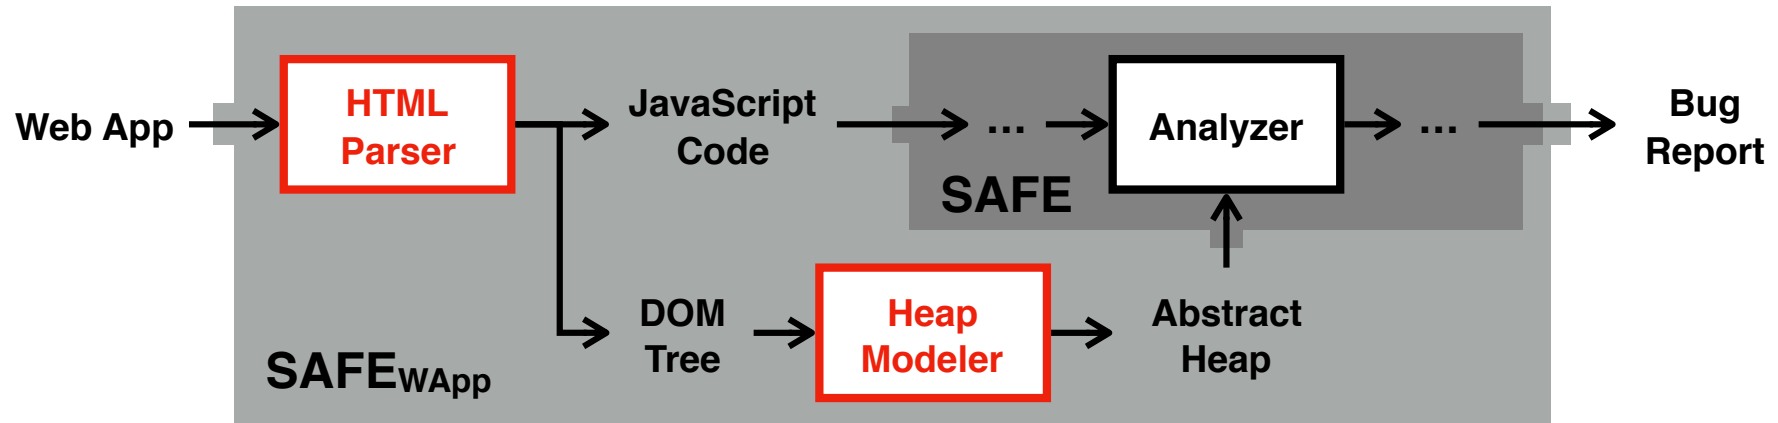 Web App
HTML
Parser
JavaScript
Code
...
Analyzer
...
Bug
Report
SAFE
DOM
Tree
Heap
Modeler
Abstract
Heap
SAFEWApp